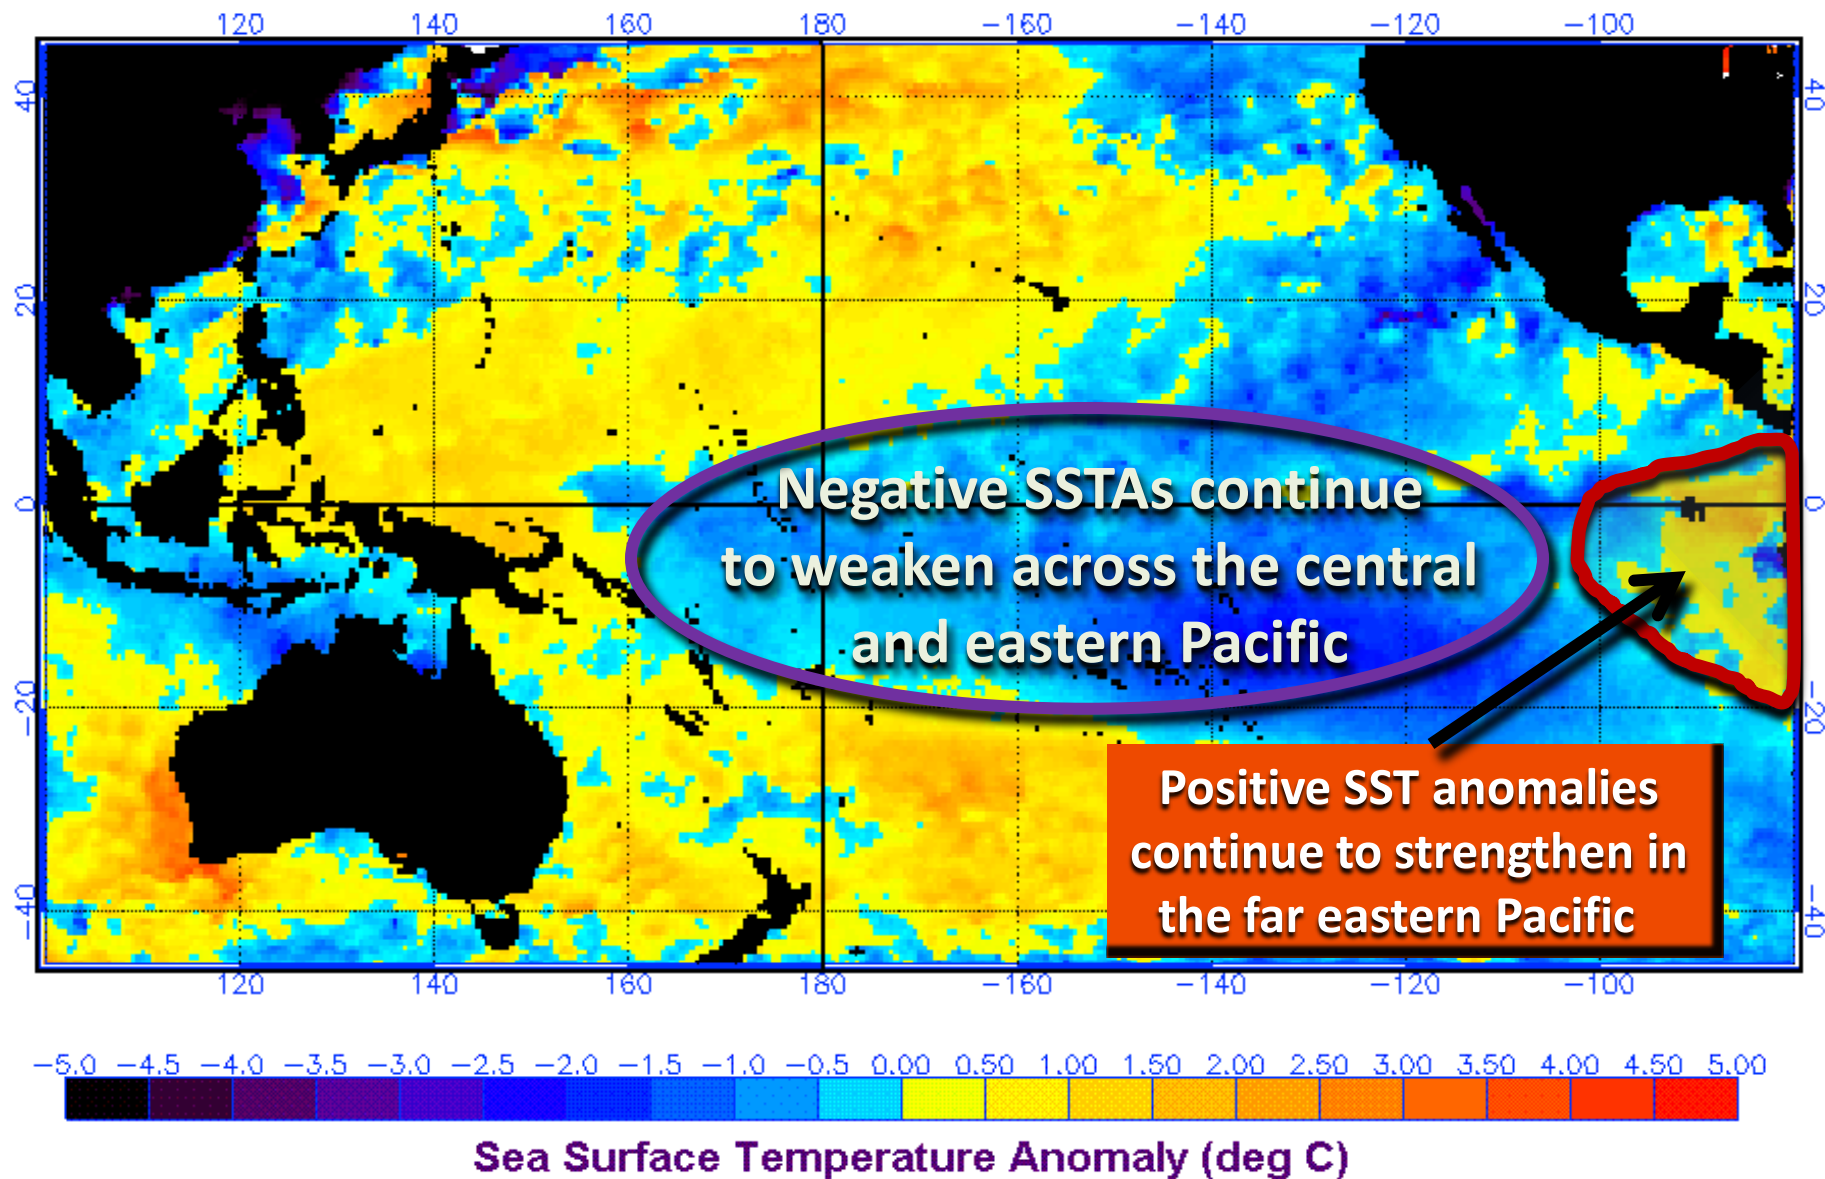 120 140 160 180 −160 −140 −120 −100
40 40
20 20
0 0
−20 −20
−40 −40
Negative SSTAs continue
to weaken across the central
and eastern Pacific
Positive SST anomalies
continue to strengthen in
the far eastern Pacific
120 140 160 180 −160 −140 −120 −100
−5.0 −4.5 −4.0 −3.5 −3.0 −2.5 −2.0 −1.5 −1.0 −0.5 0.00 0.50 1.00 1.50 2.00 2.50 3.00 3.50 4.00 4.50 5.00
Sea Surface Temperature Anomaly (deg C)